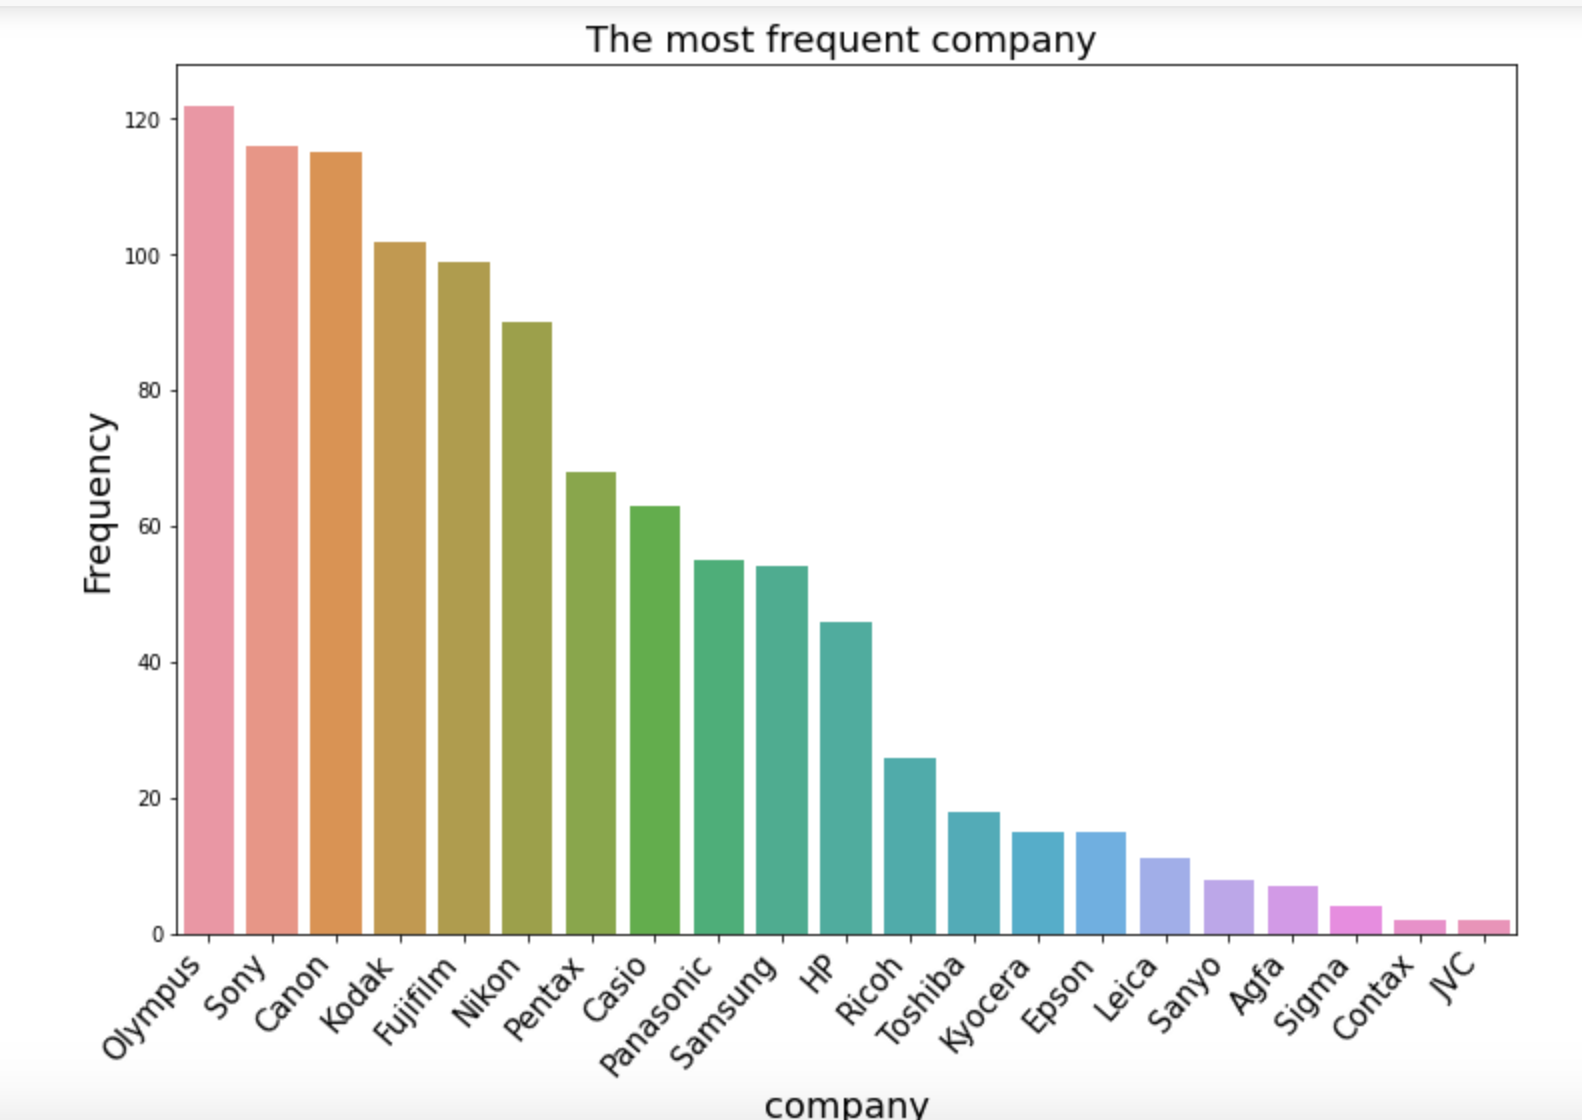 The most frequent company
120
100
80
60
40
20
0
Frequency
Olympus
Sony
Canon
Kodak
Fujifilm
Nikon
Pentax
Casio
Panasonic
Samsung
HP
Ricoh
Toshiba
Kyocera
Epson
Leica
Sanyo
Agfa
Sigma
Contax
JVC
company